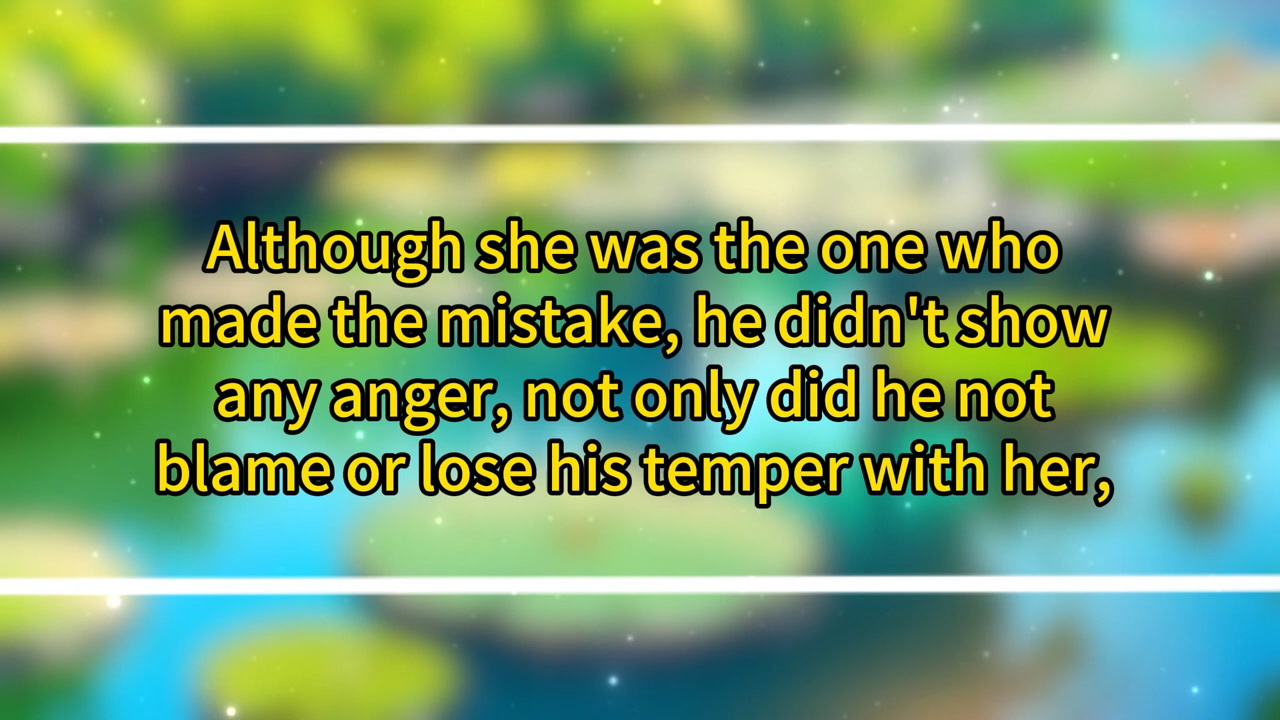 Although she was the one who
made the mistake, he didn't show
any anger, not only did he not
blame or lose his temper with her,